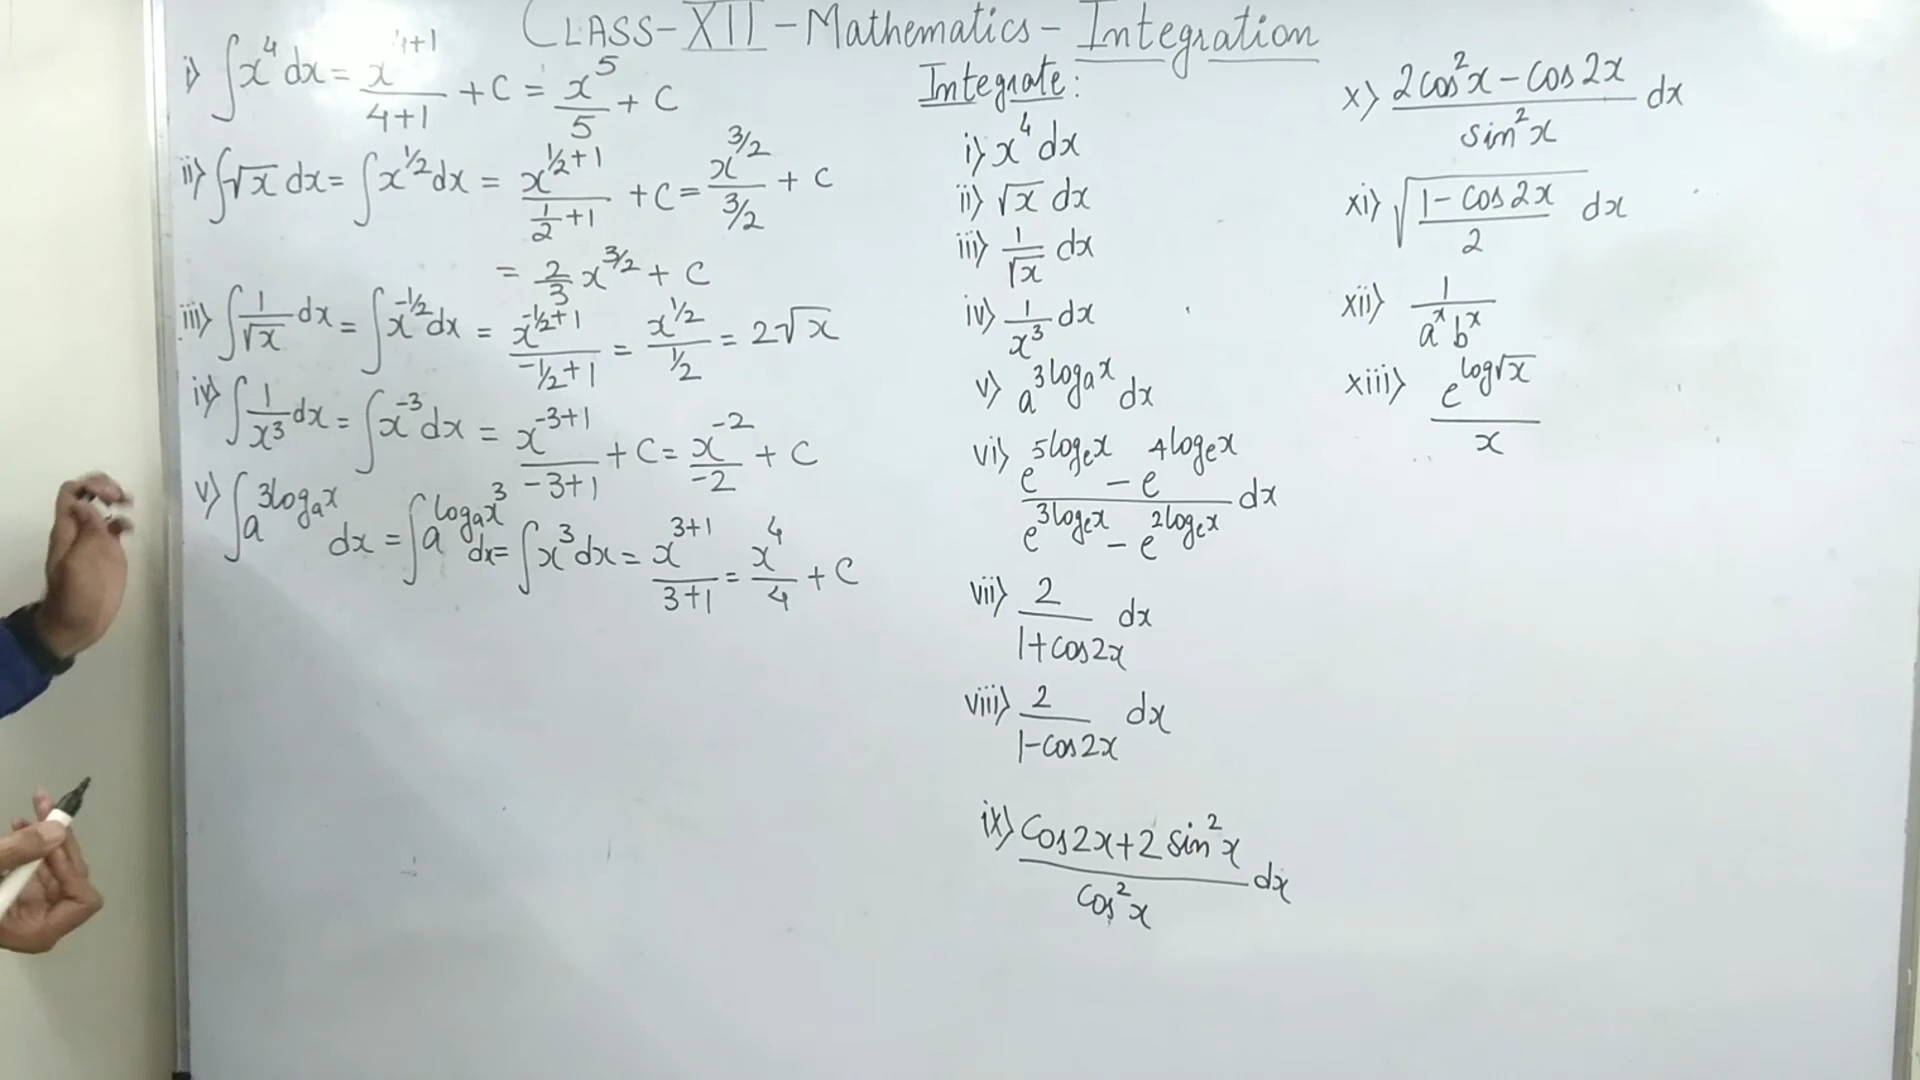 CLASS-XII-Mathematics-Integration
i) ∫x⁴dx = x⁴⁺¹/4+1 + C = x⁵/5 + C
ii) ∫√x dx = ∫x^1/2 dx = x^(1/2+1)/(1/2+1) + C = x^3/2/(3/2) + C
= 2/3 x^3/2 + C
iii) ∫1/√x dx = ∫x^-1/2 dx = x^(-1/2+1)/(-1/2+1) = x^1/2/(1/2) = 2√x
iv) ∫1/x³ dx = ∫x⁻³dx = x^(-3+1)/(-3+1) + C = x⁻²/-2 + C
v) ∫a^(3logₐx) dx = ∫a^(logₐx³) dx = ∫x³dx = x^(3+1)/(3+1) = x⁴/4 + C
Integrate:
i) x⁴dx
ii) √x dx
iii) 1/√x dx
iv) 1/x³ dx
v) a^(3logₐx) dx
vi) (e^(5logₑx) - e^(4logₑx))/(e^(3logₑx) - e^(2logₑx)) dx
vii) 2/(1+cos2x) dx
viii) 2/(1-cos2x) dx
ix) (cos2x+2sin²x)/cos²x dx
x) (2cos²x-cos2x)/sin²x dx
xi) √((1-cos2x)/2) dx
xii) 1/(aˣbˣ)
xiii) e^(log√x)/x